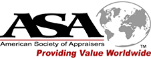 ASA
American Society of Appraisers
Providing Value Worldwide